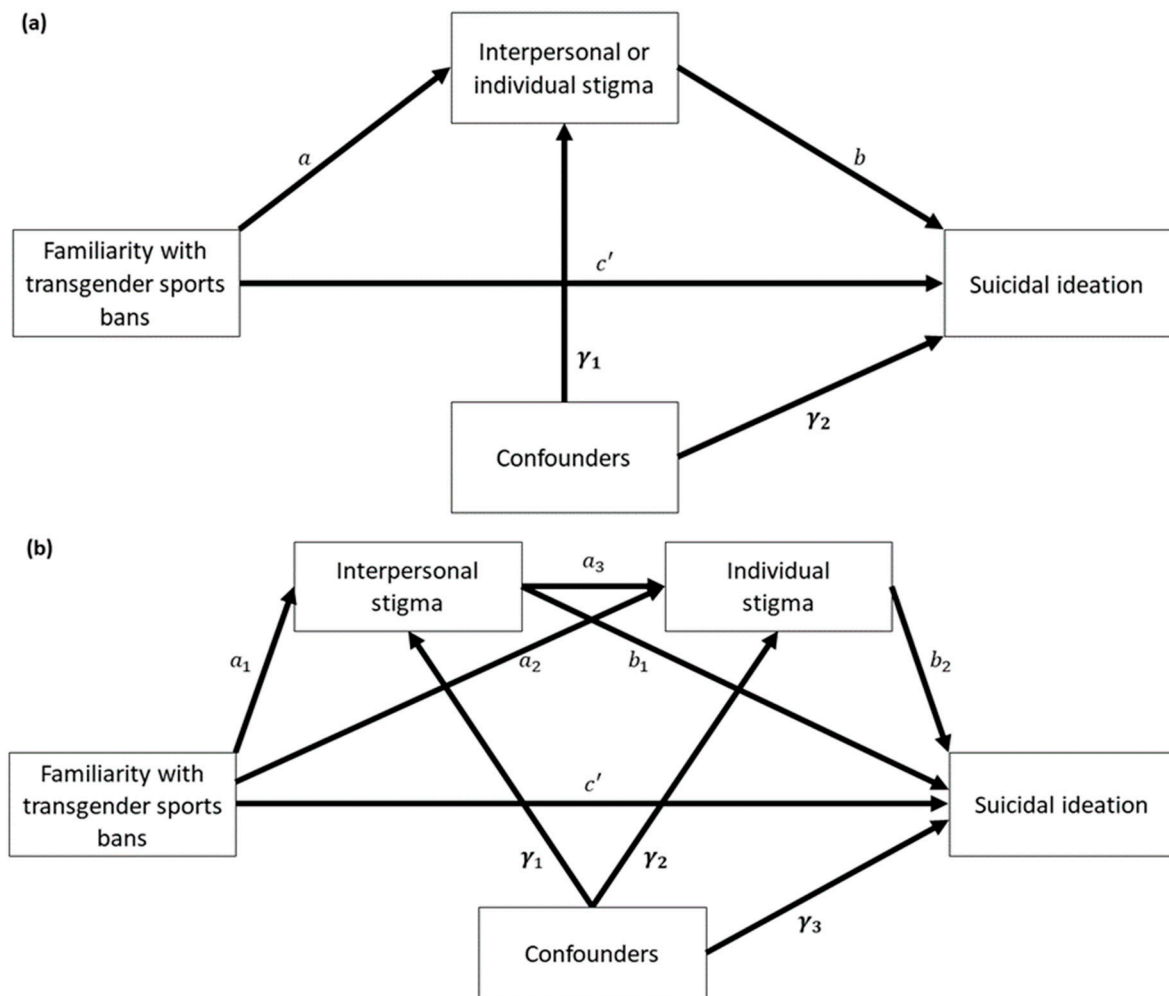 (a)
Interpersonal or
individual stigma
a
b
Familiarity with
transgender sports
bans
c′
Suicidal ideation
γ₁
γ₂
Confounders
(b)
Interpersonal
stigma
a₃
Individual
stigma
a₁
a₂
b₁
b₂
Familiarity with
transgender sports
bans
c′
Suicidal ideation
γ₁
γ₂
γ₃
Confounders